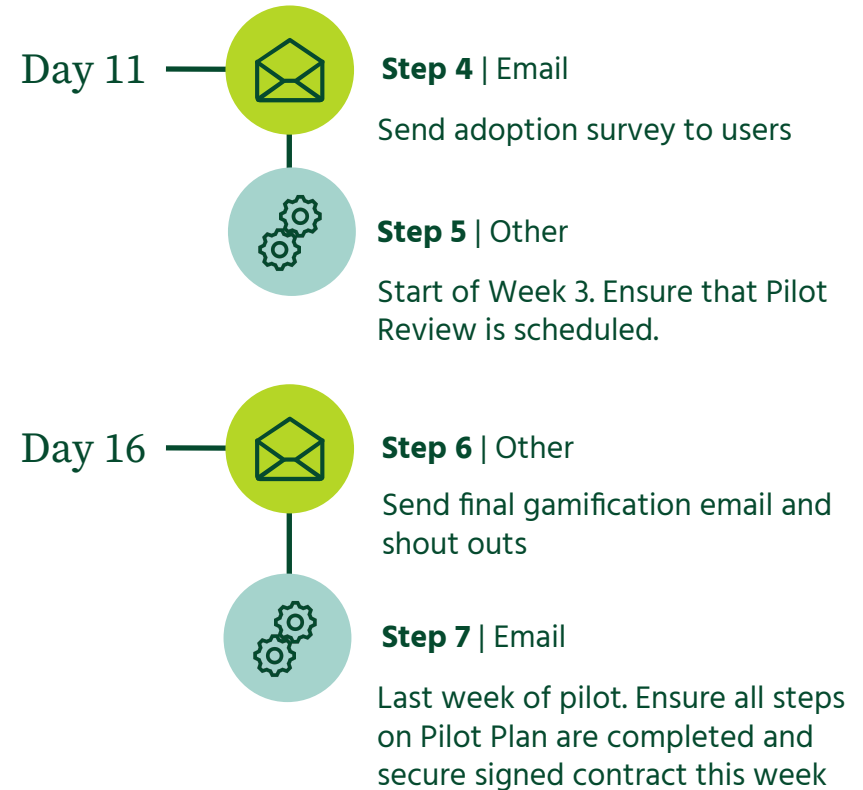 Day 11
Step 4 | Email
Send adoption survey to users
Step 5 | Other
Start of Week 3. Ensure that Pilot
Review is scheduled.
Day 16
Step 6 | Other
Send final gamification email and
shout outs
Step 7 | Email
Last week of pilot. Ensure all steps
on Pilot Plan are completed and
secure signed contract this week